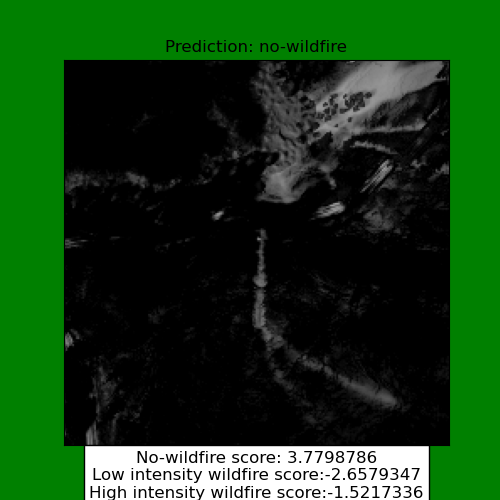 Prediction: no-wildfire
No-wildfire score: 3.7798786
Low intensity wildfire score:-2.6579347
High intensity wildfire score:-1.5217336